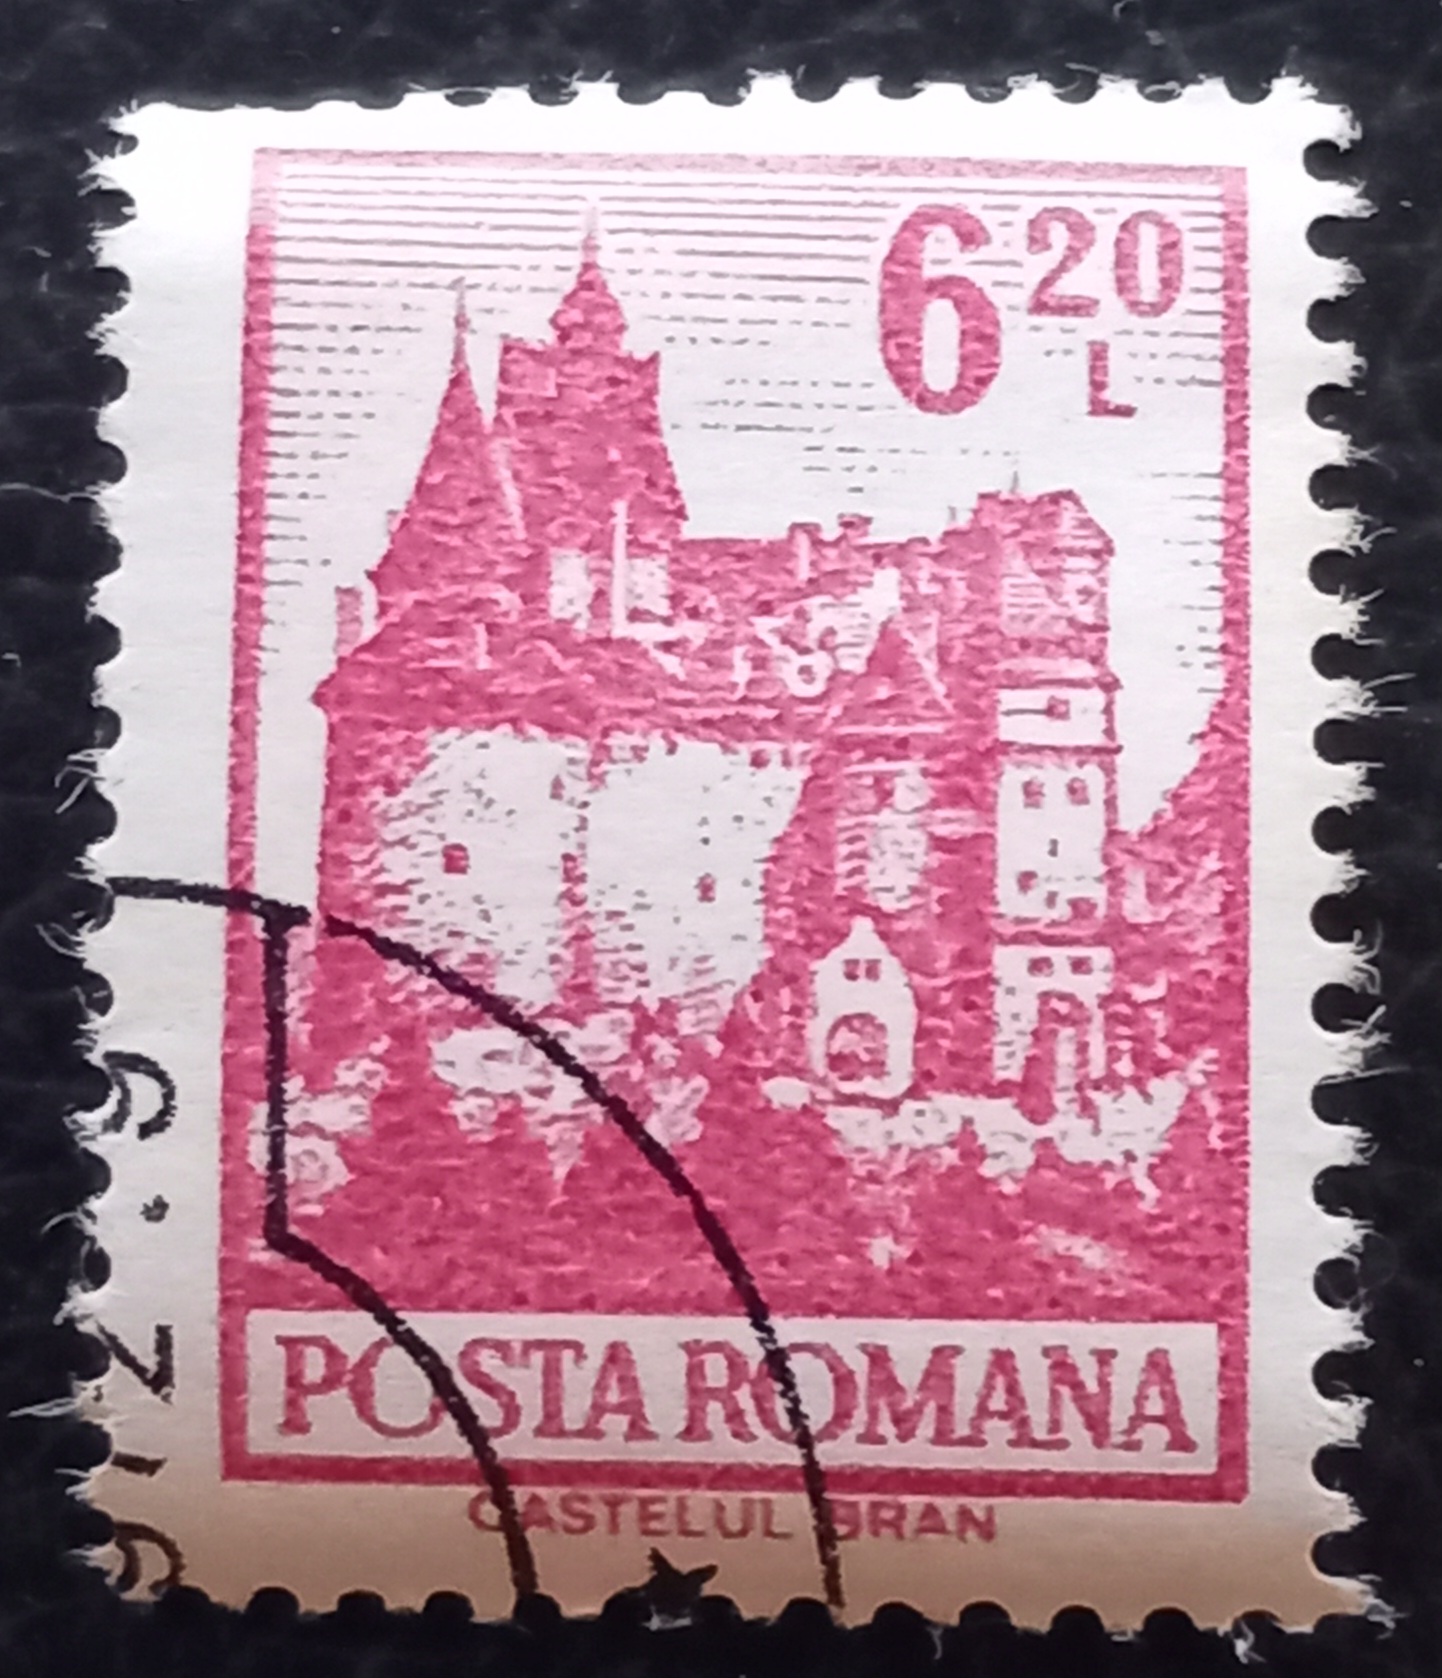 6 20
L
POSTA ROMANA
CASTELUL BRAN